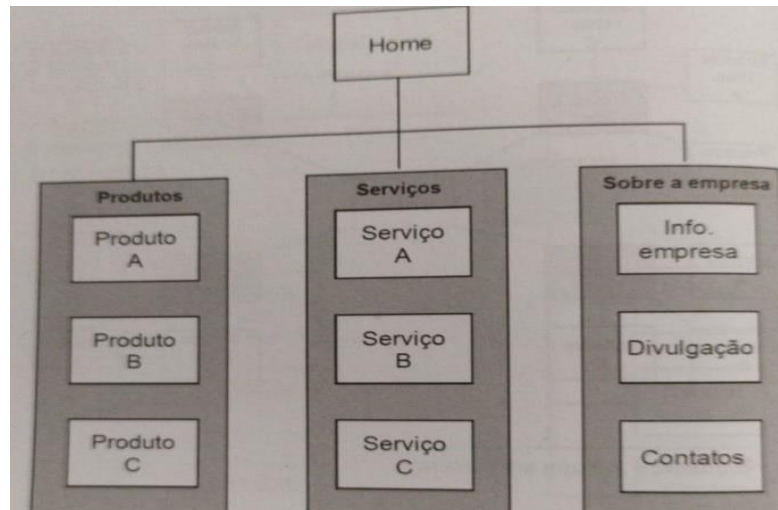 Home
Produtos
Produto
A
Produto
B
Produto
C
Serviços
Serviço
A
Serviço
B
Serviço
C
Sobre a empresa
Info.
empresa
Divulgação
Contatos